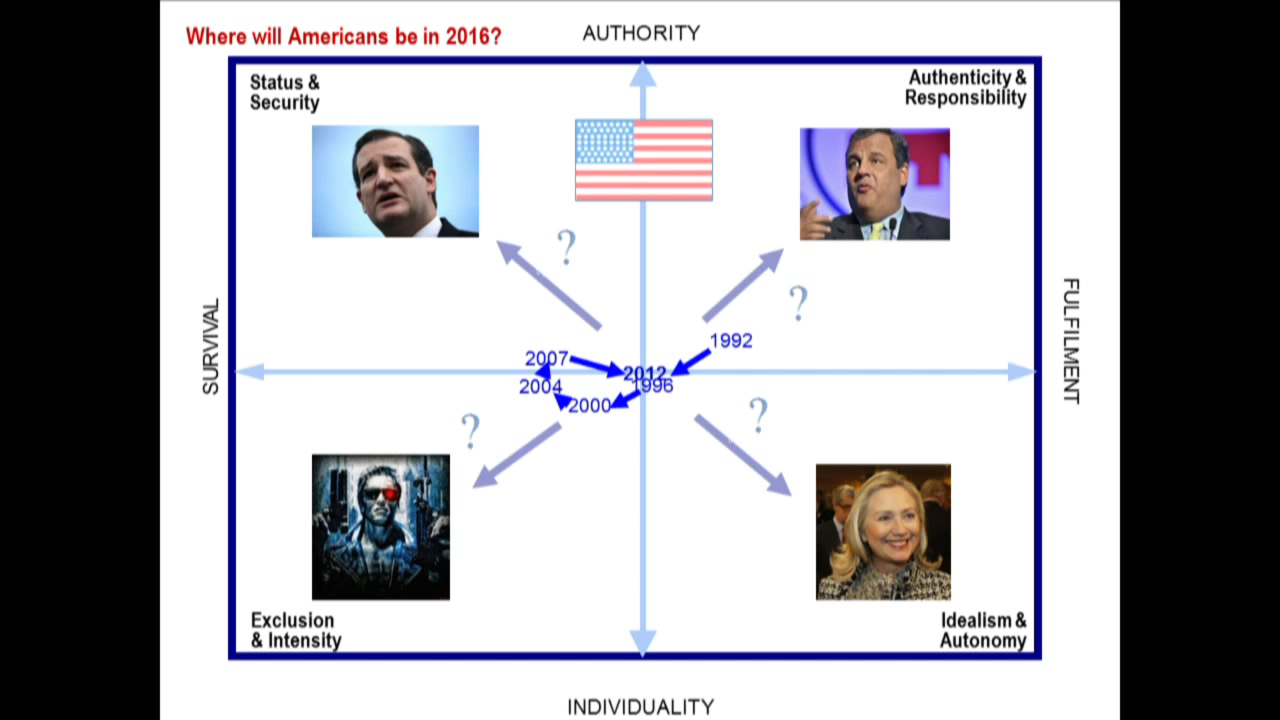 Where will Americans be in 2016?
AUTHORITY
Status &
Security
Authenticity &
Responsibility
?
?
SURVIVAL
FULFILMENT
1992
2007
2012
2004
1996
2000
?
?
Exclusion
& Intensity
Idealism &
Autonomy
INDIVIDUALITY